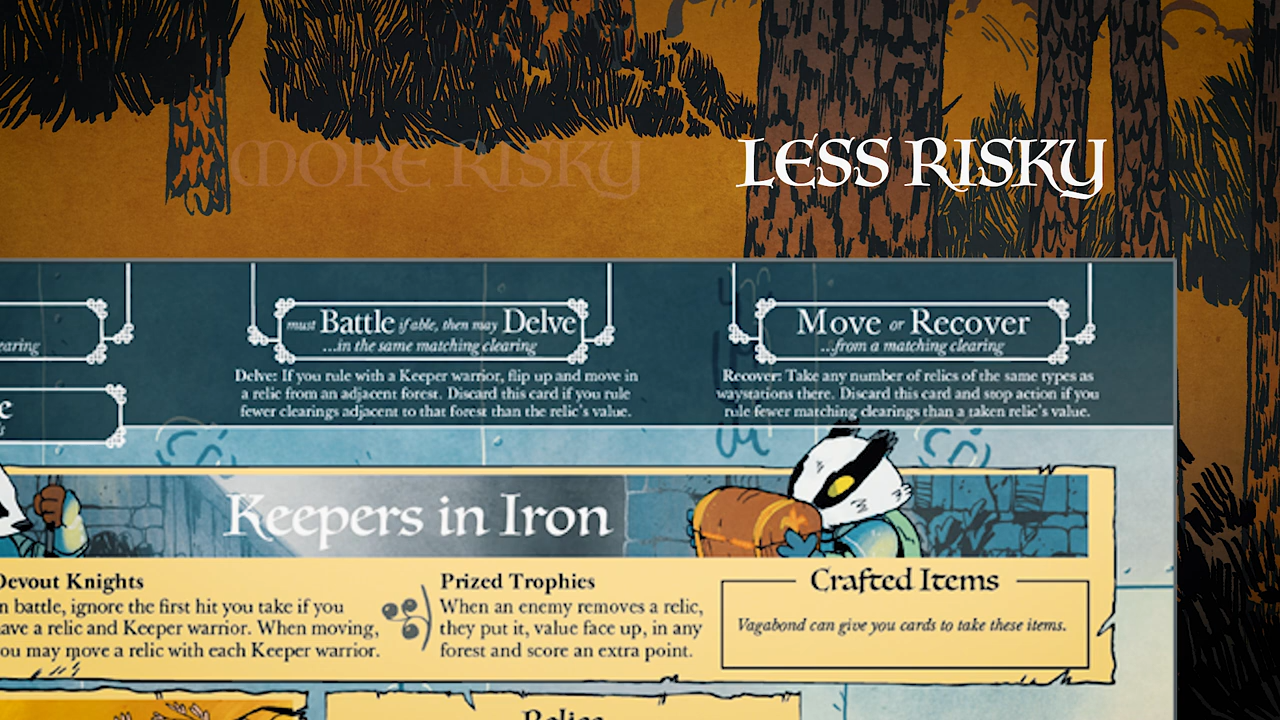 MORE RISKY
LESS RISKY
must Battle if able, then may Delve
...in the same matching clearing
Delve: If you rule with a Keeper warrior, flip up and move in
a relic from an adjacent forest. Discard this card if you rule
fewer clearings adjacent to that forest than the relic's value.
Move or Recover
...from a matching clearing
Recover: Take any number of relics of the same types as
waystations there. Discard this card and stop action if you
rule fewer matching clearings than a taken relic's value.
Keepers in Iron
Devout Knights
n battle, ignore the first hit you take if you
ave a relic and Keeper warrior. When moving,
ou may move a relic with each Keeper warrior.
Prized Trophies
When an enemy removes a relic,
they put it, value face up, in any
forest and score an extra point.
Crafted Items
Vagabond can give you cards to take these items.